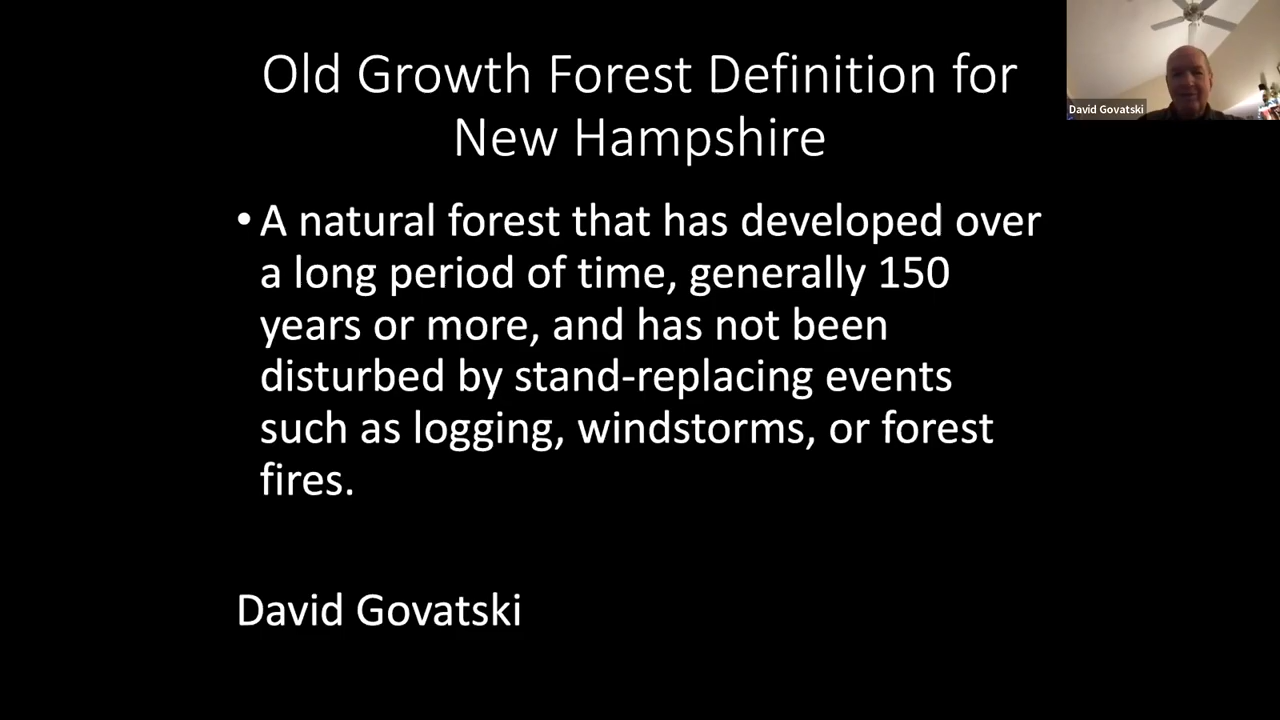 Old Growth Forest Definition for
New Hampshire
David Govatski
• A natural forest that has developed over
a long period of time, generally 150
years or more, and has not been
disturbed by stand-replacing events
such as logging, windstorms, or forest
fires.
David Govatski